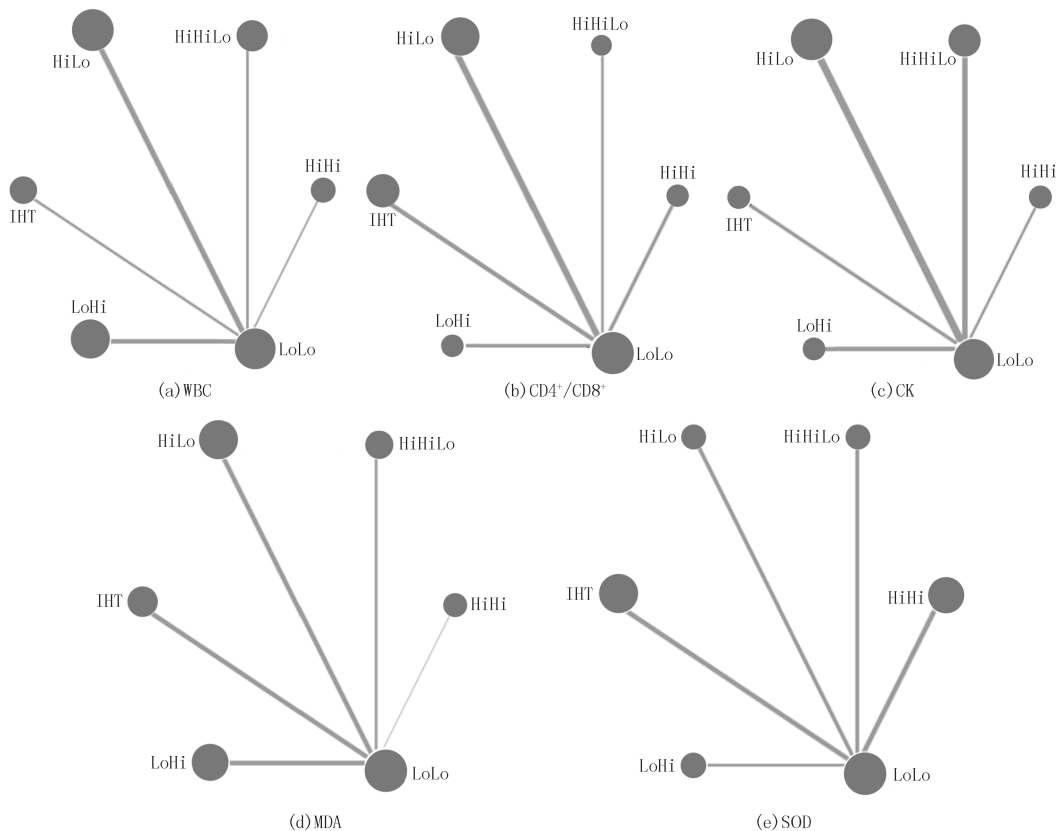 HiLo
HiHiLo
HiHi
IHT
LoHi
LoLo
(a)WBC
HiLo
HiHiLo
HiHi
IHT
LoHi
LoLo
(b)CD4⁺/CD8⁺
HiLo
HiHiLo
HiHi
IHT
LoHi
LoLo
(c)CK
HiLo
HiHiLo
IHT
HiHi
LoHi
LoLo
(d)MDA
HiLo
HiHiLo
IHT
HiHi
LoHi
LoLo
(e)SOD